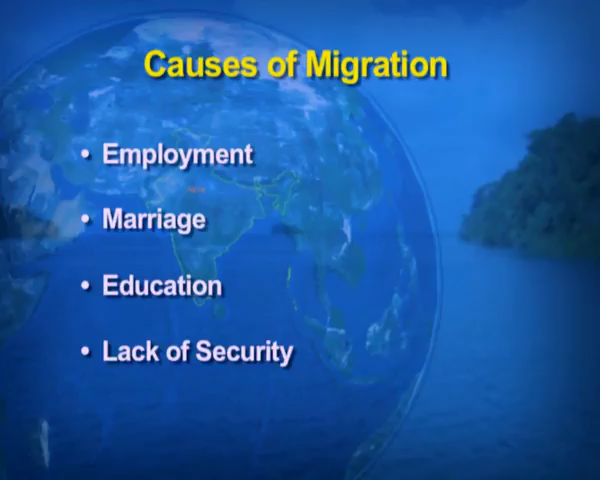 Causes of Migration
• Employment
• Marriage
• Education
• Lack of Security